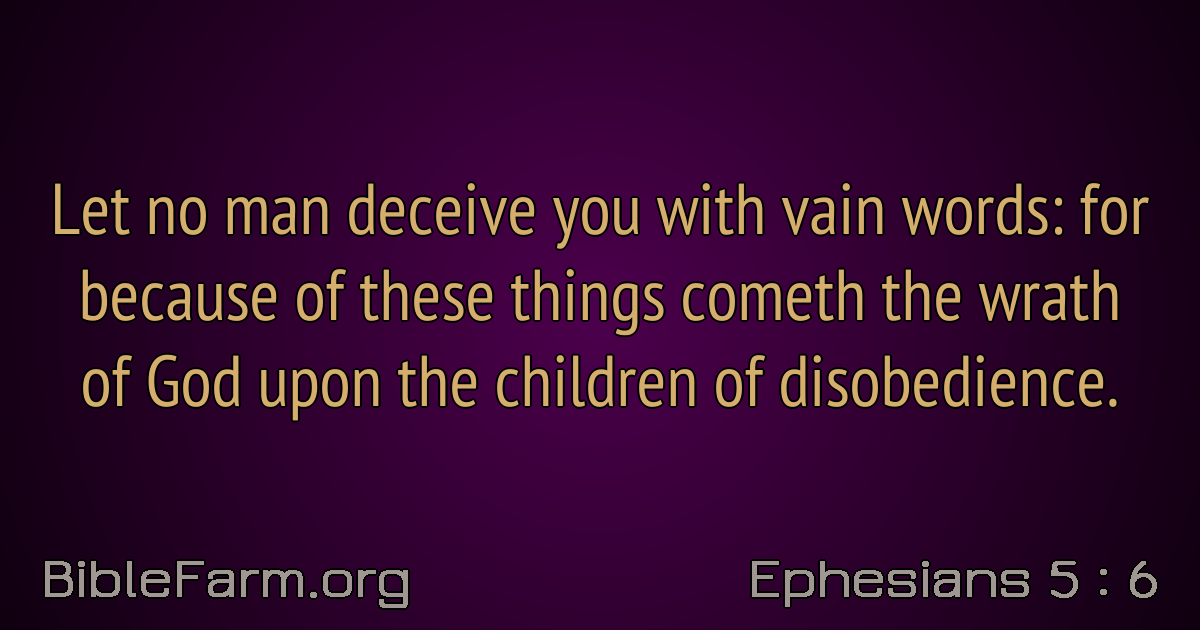 Let no man deceive you with vain words: for
because of these things cometh the wrath
of God upon the children of disobedience.
BibleFarm.org
Ephesians 5 : 6